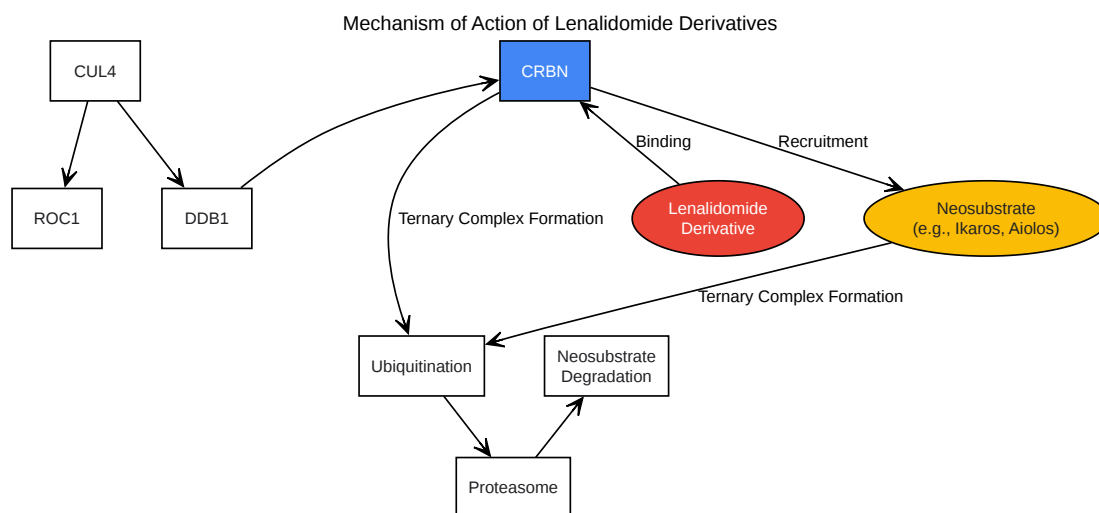 Mechanism of Action of Lenalidomide Derivatives
CUL4
CRBN
Binding
Recruitment
ROC1
DDB1
Ternary Complex Formation
Lenalidomide
Derivative
Neosubstrate
(e.g., Ikaros, Aiolos)
Ternary Complex Formation
Ubiquitination
Neosubstrate
Degradation
Proteasome